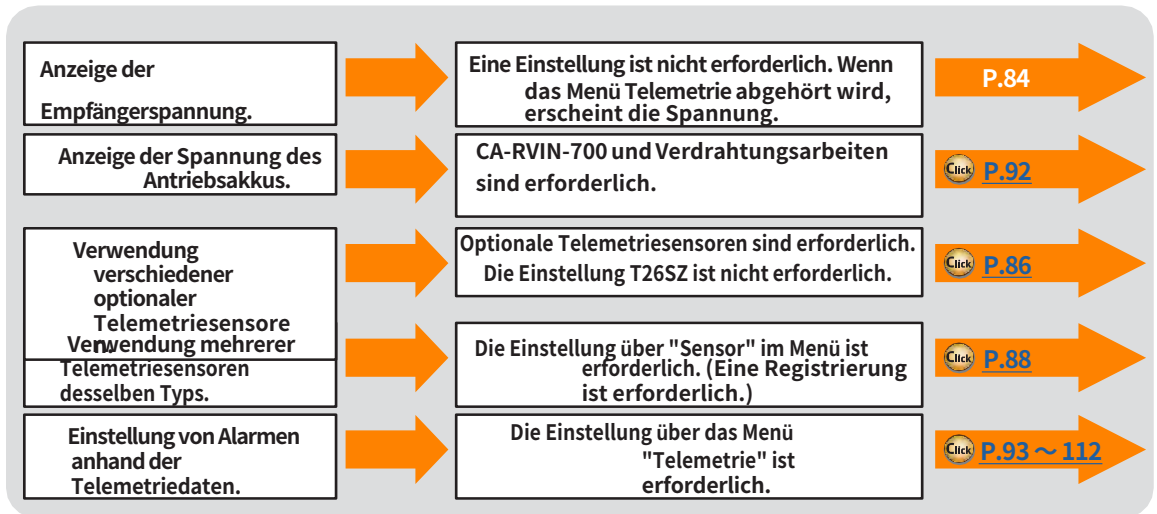 Anzeige der
Empfängerspannung.
Eine Einstellung ist nicht erforderlich. Wenn
das Menü Telemetrie abgehört wird,
erscheint die Spannung.
P.84
Anzeige der Spannung des
Antriebsakkus.
CA-RVIN-700 und Verdrahtungsarbeiten
sind erforderlich.
Click P.92
Verwendung
verschiedener
optionaler
Telemetriesensore
n.
Optionale Telemetriesensoren sind erforderlich.
Die Einstellung T26SZ ist nicht erforderlich.
Click P.86
Verwendung mehrerer
Telemetriesensoren
desselben Typs.
Die Einstellung über "Sensor" im Menü ist
erforderlich. (Eine Registrierung
ist erforderlich.)
Click P.88
Einstellung von Alarmen
anhand der
Telemetriedaten.
Die Einstellung über das Menü
"Telemetrie" ist
erforderlich.
Click P.93 ～ 112